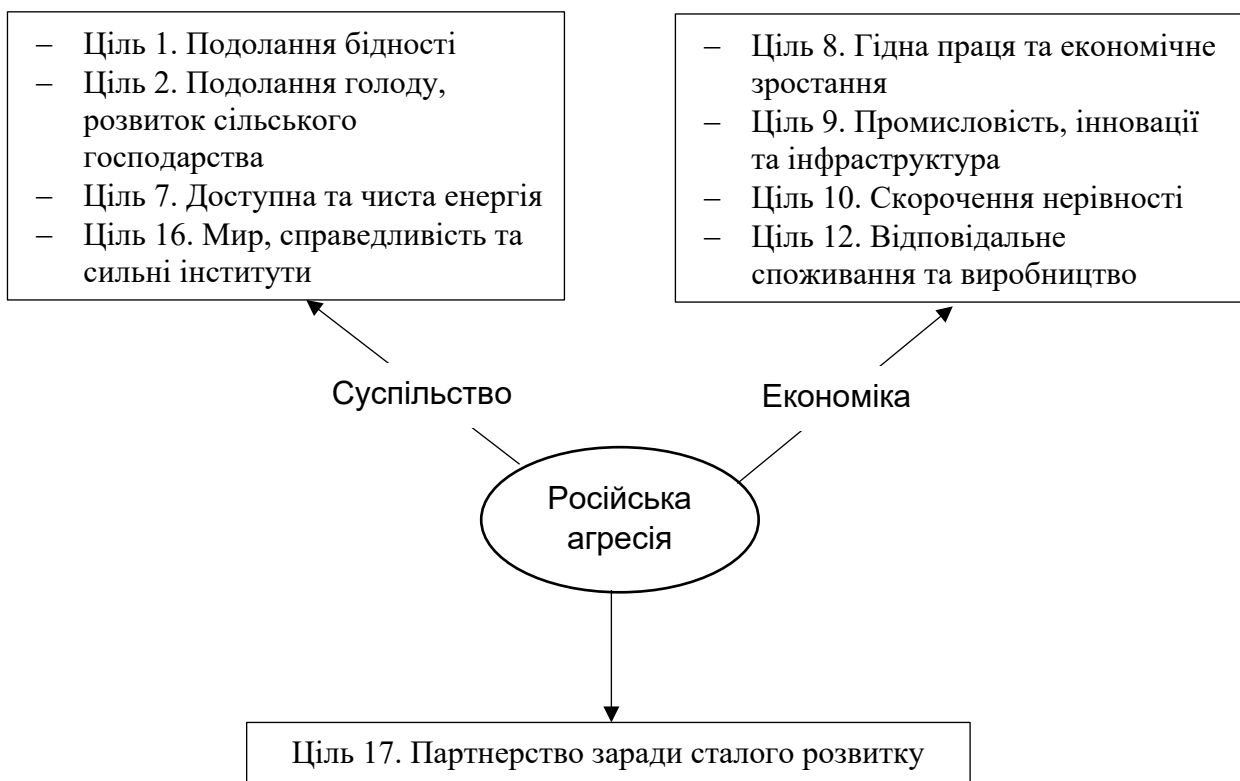 – Ціль 1. Подолання бідності
– Ціль 2. Подолання голоду,
розвиток сільського
господарства
– Ціль 7. Доступна та чиста енергія
– Ціль 16. Мир, справедливість та
сильні інститути
– Ціль 8. Гідна праця та економічне
зростання
– Ціль 9. Промисловість, інновації
та інфраструктура
– Ціль 10. Скорочення нерівності
– Ціль 12. Відповідальне
споживання та виробництво
Суспільство
Економіка
Російська
агресія
Ціль 17. Партнерство заради сталого розвитку